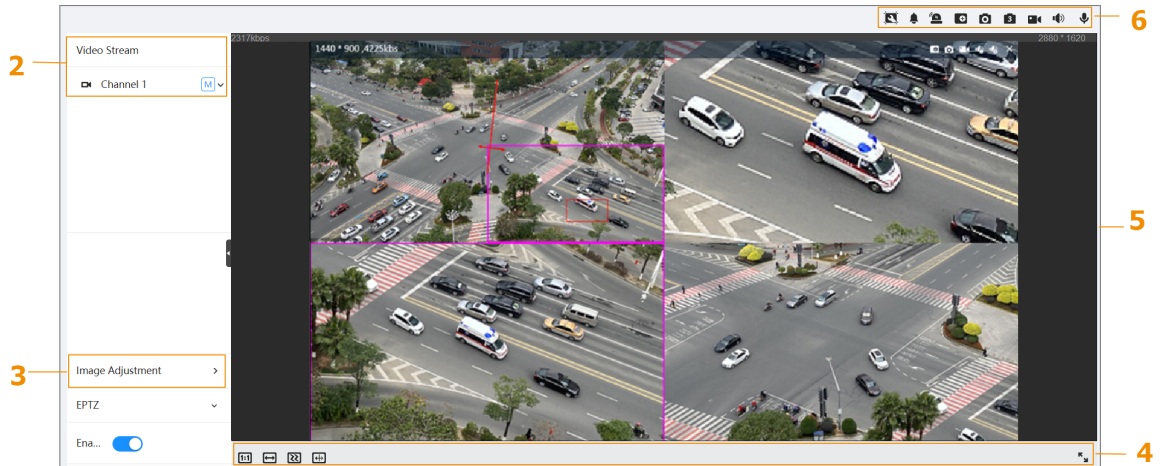 6
2317kbps
2880 * 1620
2
Video Stream
1440 * 900 ,4225kbs
Channel 1
M
5
3
Image Adjustment
EPTZ
Ena...
1:1
4